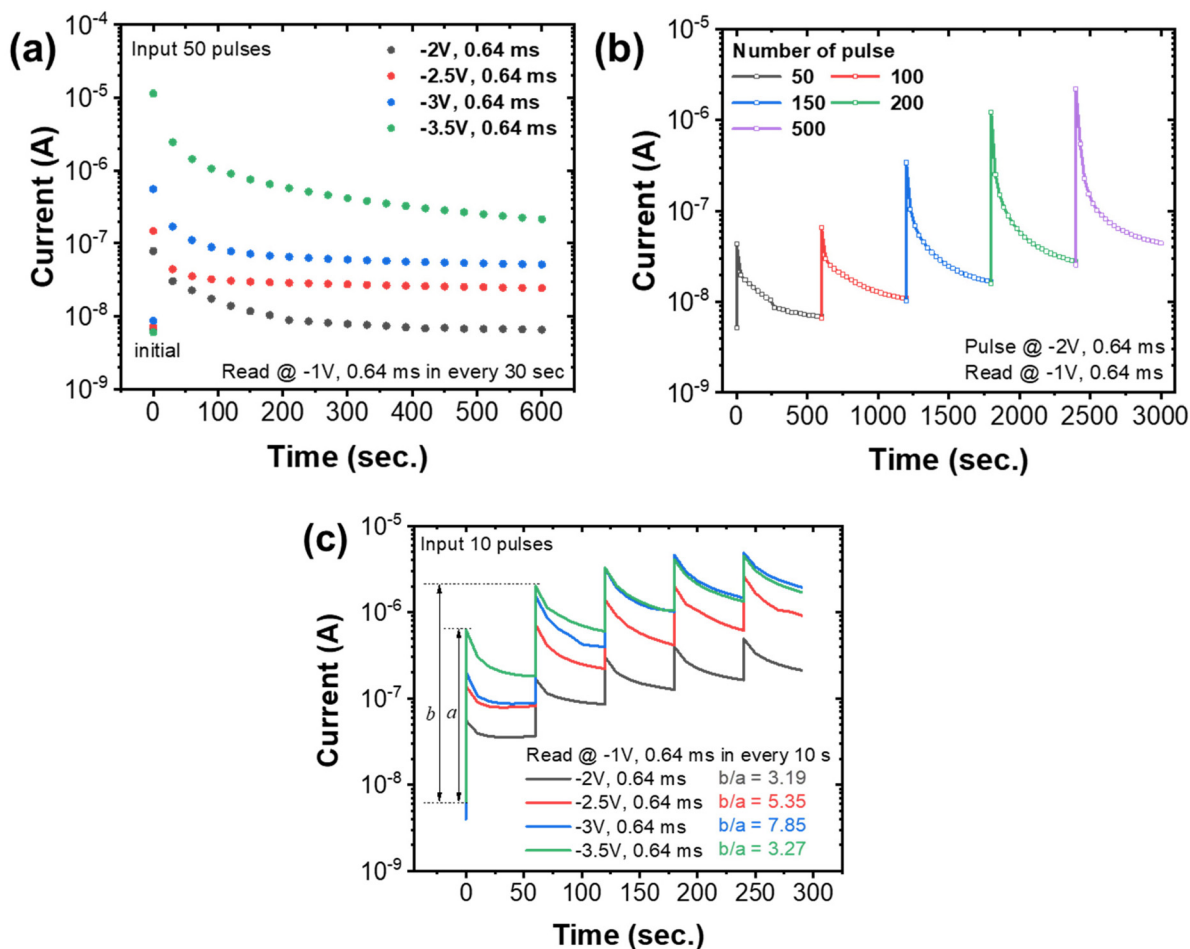 (a)
Input 50 pulses
-2V, 0.64 ms
-2.5V, 0.64 ms
-3V, 0.64 ms
-3.5V, 0.64 ms
initial
Read @ -1V, 0.64 ms in every 30 sec
Current (A)
10⁻⁴
10⁻⁵
10⁻⁶
10⁻⁷
10⁻⁸
10⁻⁹
0 100 200 300 400 500 600
Time (sec.)
(b)
Number of pulse
50 100
150 200
500
Pulse @ -2V, 0.64 ms
Read @ -1V, 0.64 ms
Current (A)
10⁻⁵
10⁻⁶
10⁻⁷
10⁻⁸
10⁻⁹
0 500 1000 1500 2000 2500 3000
Time (sec.)
(c)
Input 10 pulses
b a
Read @ -1V, 0.64 ms in every 10 s
-2V, 0.64 ms b/a = 3.19
-2.5V, 0.64 ms b/a = 5.35
-3V, 0.64 ms b/a = 7.85
-3.5V, 0.64 ms b/a = 3.27
Current (A)
10⁻⁵
10⁻⁶
10⁻⁷
10⁻⁸
10⁻⁹
0 50 100 150 200 250 300
Time (sec.)